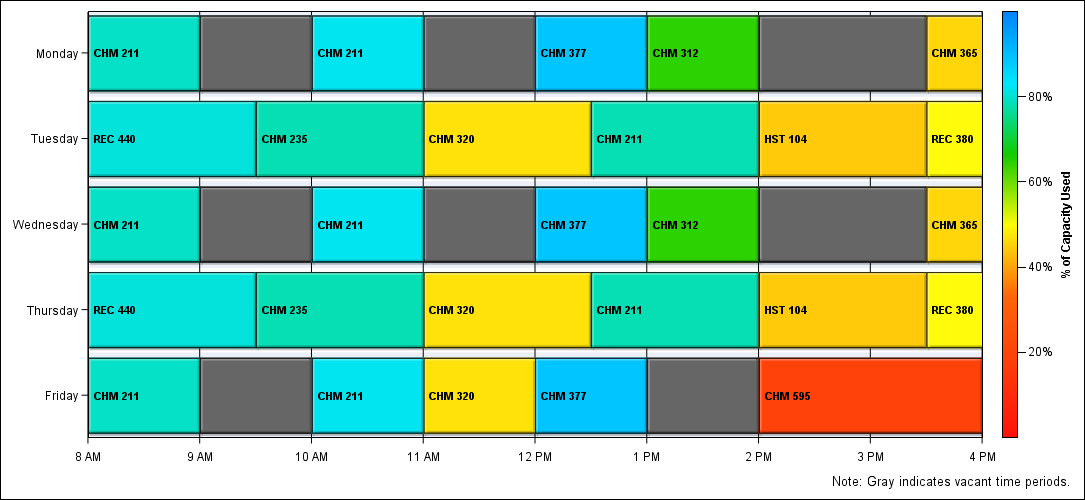 Monday CHM 211 CHM 211 CHM 377 CHM 312 CHM 365
80%
Tuesday REC 440 CHM 235 CHM 320 CHM 211 HST 104 REC 380
60%
Wednesday CHM 211 CHM 211 CHM 377 CHM 312 CHM 365
% of Capacity Used
40%
Thursday REC 440 CHM 235 CHM 320 CHM 211 HST 104 REC 380
20%
Friday CHM 211 CHM 211 CHM 320 CHM 377 CHM 595
8 AM 9 AM 10 AM 11 AM 12 PM 1 PM 2 PM 3 PM 4 PM
Note: Gray indicates vacant time periods.